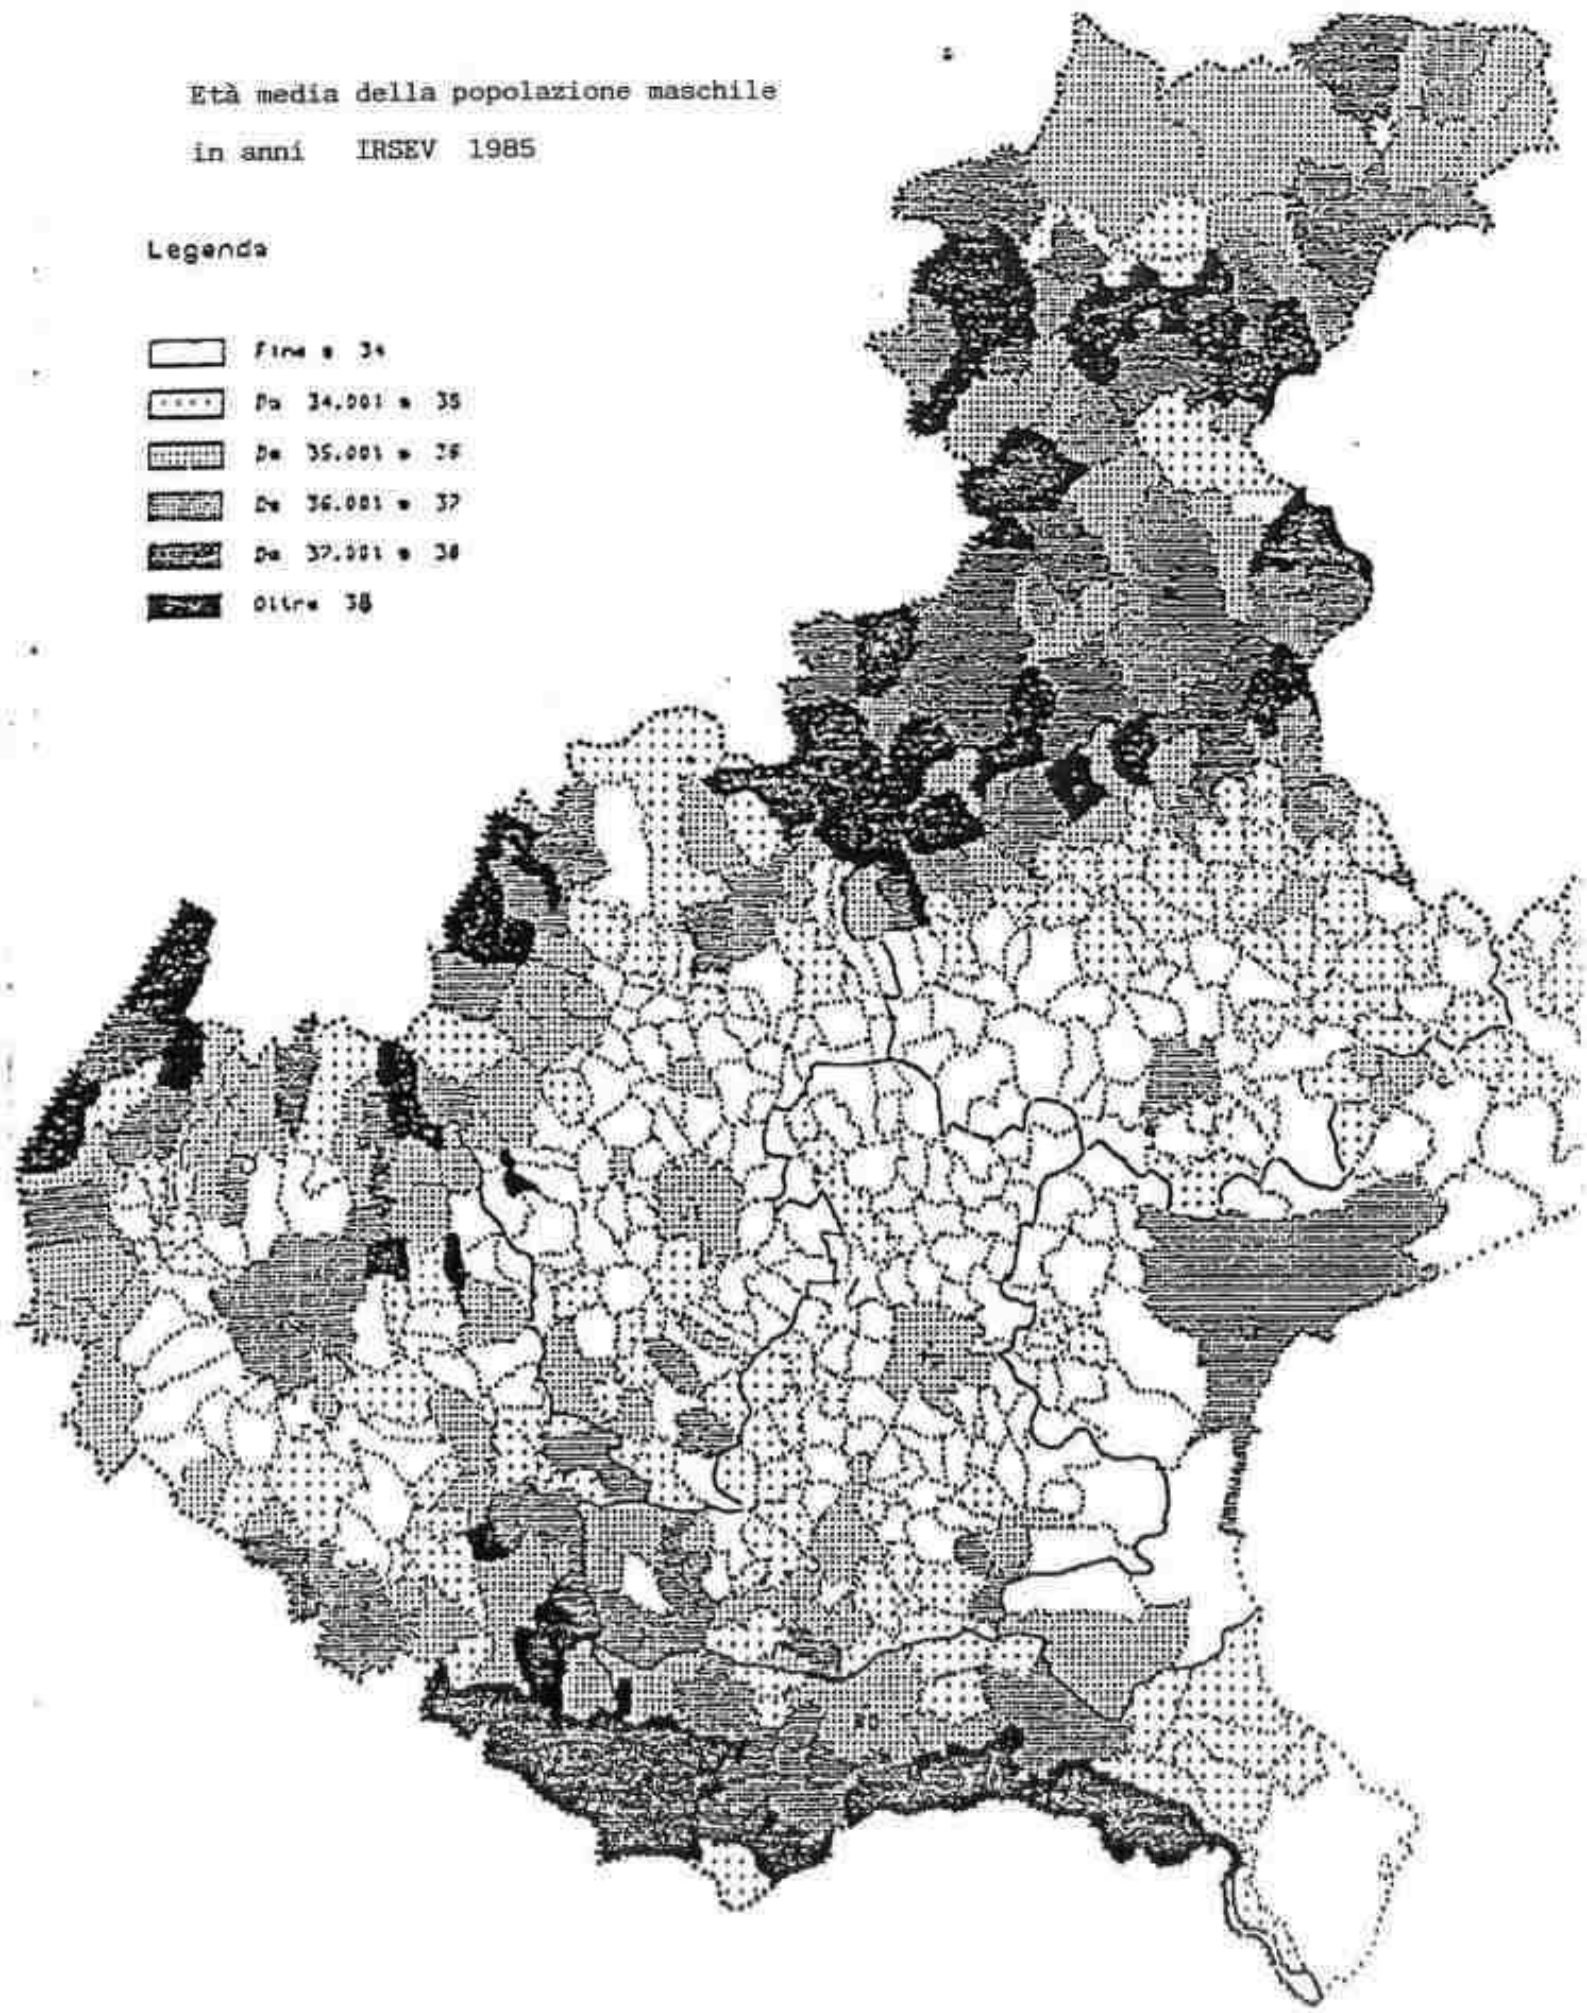 Età media della popolazione maschile
in anni IRSEV 1985
Legenda
Fino a 34
Da 34.001 a 35
Da 35.001 a 36
Da 36.001 a 37
Da 37.001 a 38
Oltre 38